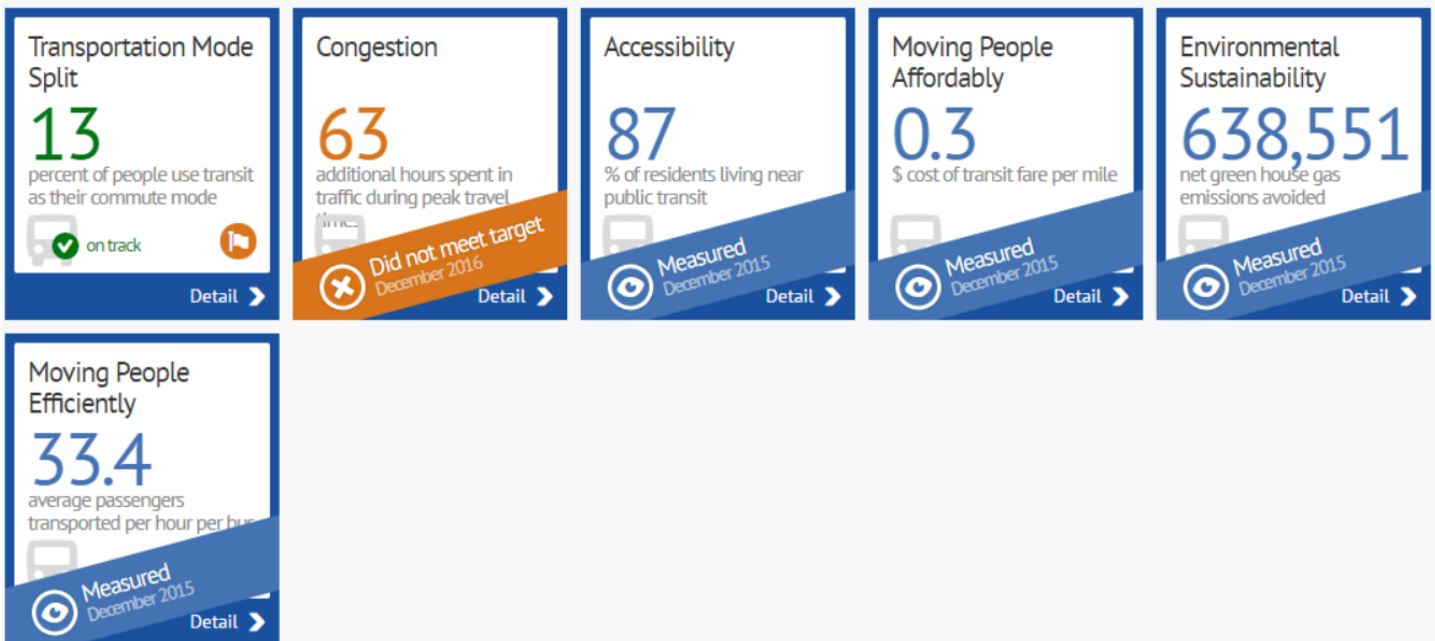 Transportation Mode
Split
13
percent of people use transit
as their commute mode
on track
Detail
Congestion
63
additional hours spent in
traffic during peak travel
times
Did not meet target
December 2016
Detail
Accessibility
87
% of residents living near
public transit
Measured
December 2015
Detail
Moving People
Affordably
0.3
$ cost of transit fare per mile
Measured
December 2015
Detail
Environmental
Sustainability
638,551
net green house gas
emissions avoided
Measured
December 2015
Detail
Moving People
Efficiently
33.4
average passengers
transported per hour per bus
Measured
December 2015
Detail